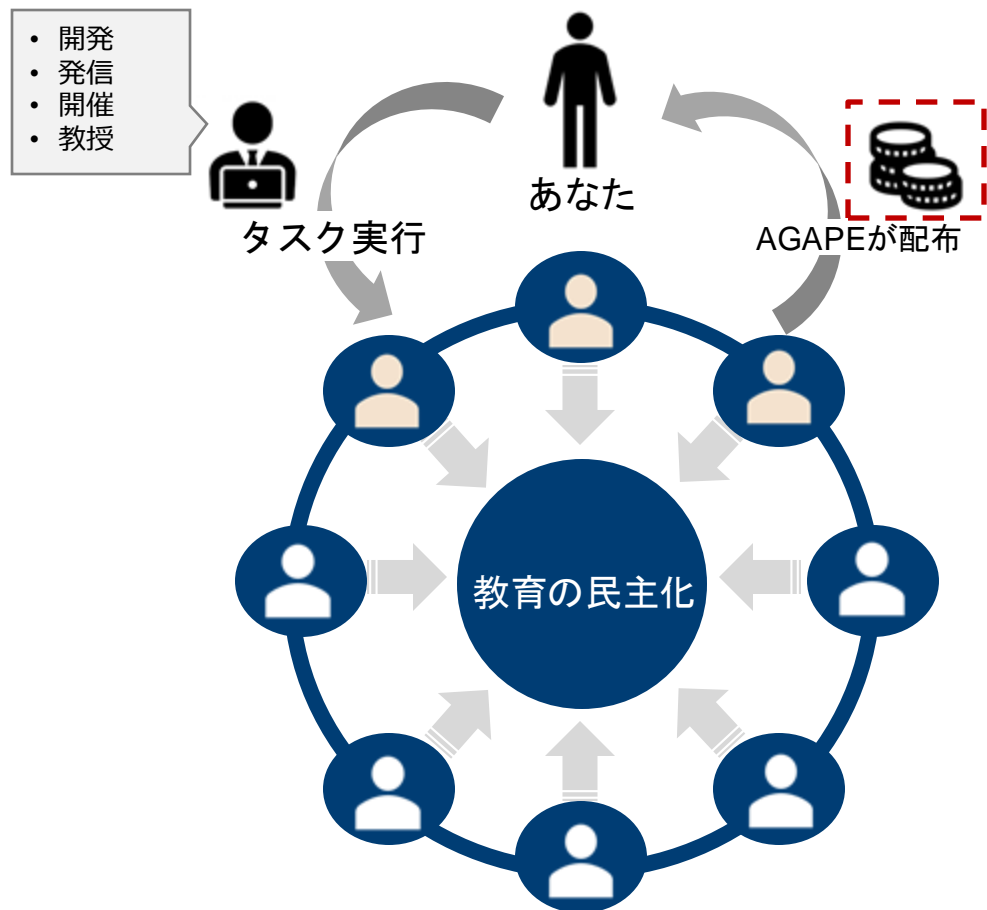 • 開発
• 発信
• 開催
• 教授
あなた
タスク実行
AGAPEが配布
教育の民主化